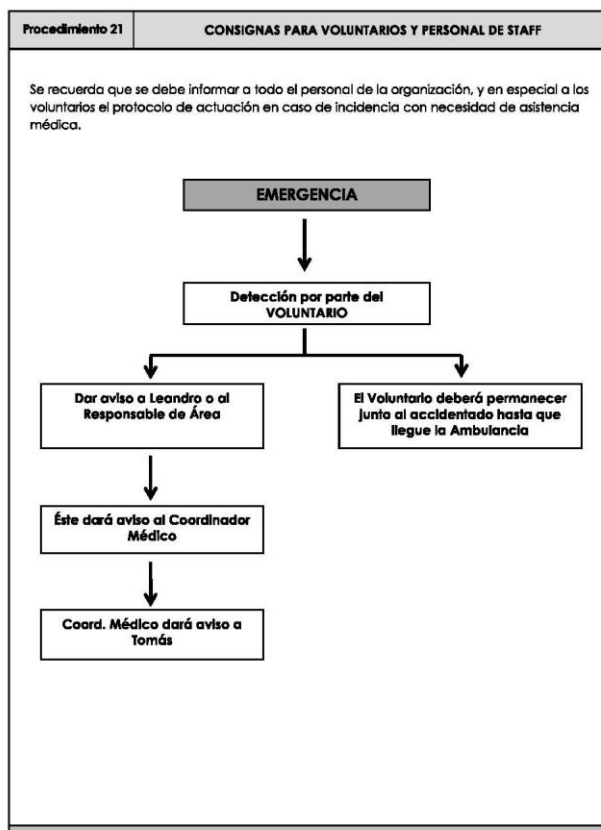 Procedimiento 21
CONSIGNAS PARA VOLUNTARIOS Y PERSONAL DE STAFF
Se recuerda que se debe informar a todo el personal de la organización, y en especial a los
voluntarios el protocolo de actuación en caso de incidencia con necesidad de asistencia
médica.
EMERGENCIA
Detección por parte del
VOLUNTARIO
Dar aviso a Leandro o al
Responsable de Área
El Voluntario deberá permanecer
junto al accidentado hasta que
llegue la Ambulancia
Éste dará aviso al Coordinador
Médico
Coord. Médico dará aviso a
Tomás